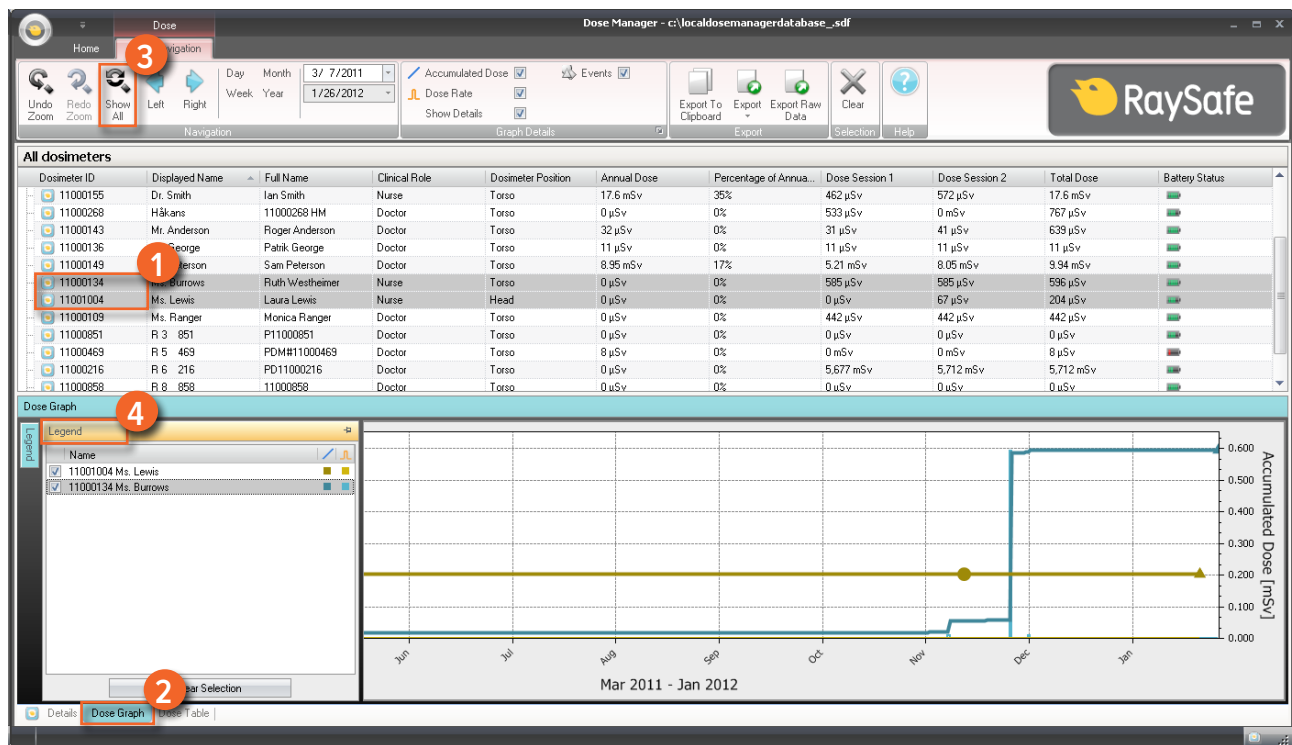 Dose
Dose Manager - c:\localdosemanagerdatabase_.sdf
Home
vigation
3
Undo Zoom
Redo Zoom
Show All
Left
Right
Day Month
Week Year
3/ 7/2011
1/26/2012
Navigation
Accumulated Dose
Dose Rate
Show Details
Events
Graph Details
Export To Clipboard
Export
Export Raw Data
Export
Clear
Selection
Help
RaySafe
All dosimeters
Dosimeter ID Displayed Name Full Name Clinical Role Dosimeter Position Annual Dose Percentage of Annua... Dose Session 1 Dose Session 2 Total Dose Battery Status
11000155 Dr. Smith Ian Smith Nurse Torso 17.6 mSv 35% 462 µSv 572 µSv 17.6 mSv
11000268 Håkans 11000268 HM Doctor Torso 0 µSv 0% 533 µSv 0 mSv 767 µSv
11000143 Mr. Anderson Roger Anderson Doctor Torso 32 µSv 0% 31 µSv 41 µSv 639 µSv
11000136 George Patrik George Doctor Torso 11 µSv 0% 11 µSv 11 µSv 11 µSv
11000149 terson Sam Peterson Doctor Torso 8.95 mSv 17% 5.21 mSv 8.05 mSv 9.94 mSv
1
11000134 Ms. Burrows Ruth Westheimer Nurse Torso 0 µSv 0% 585 µSv 585 µSv 596 µSv
11001004 Ms. Lewis Laura Lewis Nurse Head 0 µSv 0% 0 µSv 67 µSv 204 µSv
11000109 Ms. Ranger Monica Ranger Doctor Torso 0 µSv 0% 442 µSv 442 µSv 442 µSv
11000851 R 3 851 P11000851 Doctor Torso 0 µSv 0% 0 µSv 0 µSv 0 µSv
11000469 R 5 469 PDM#11000469 Doctor Torso 8 µSv 0% 0 mSv 0 mSv 8 µSv
11000216 R 6 216 PD11000216 Doctor Torso 0 µSv 0% 5,677 mSv 5,712 mSv 5,712 mSv
11000858 R 8 858 11000858 Doctor Torso 0 µSv 0% 0 µSv 0 µSv 0 µSv
Dose Graph
4
Legend
Legend
Name
11001004 Ms. Lewis
11000134 Ms. Burrows
0.600
0.500
0.400
0.300
0.200
0.100
0.000
Accumulated Dose [mSv]
Jun Jul Aug Sep Oct Nov Dec Jan
Mar 2011 - Jan 2012
ear Selection
2
Details Dose Graph Dose Table